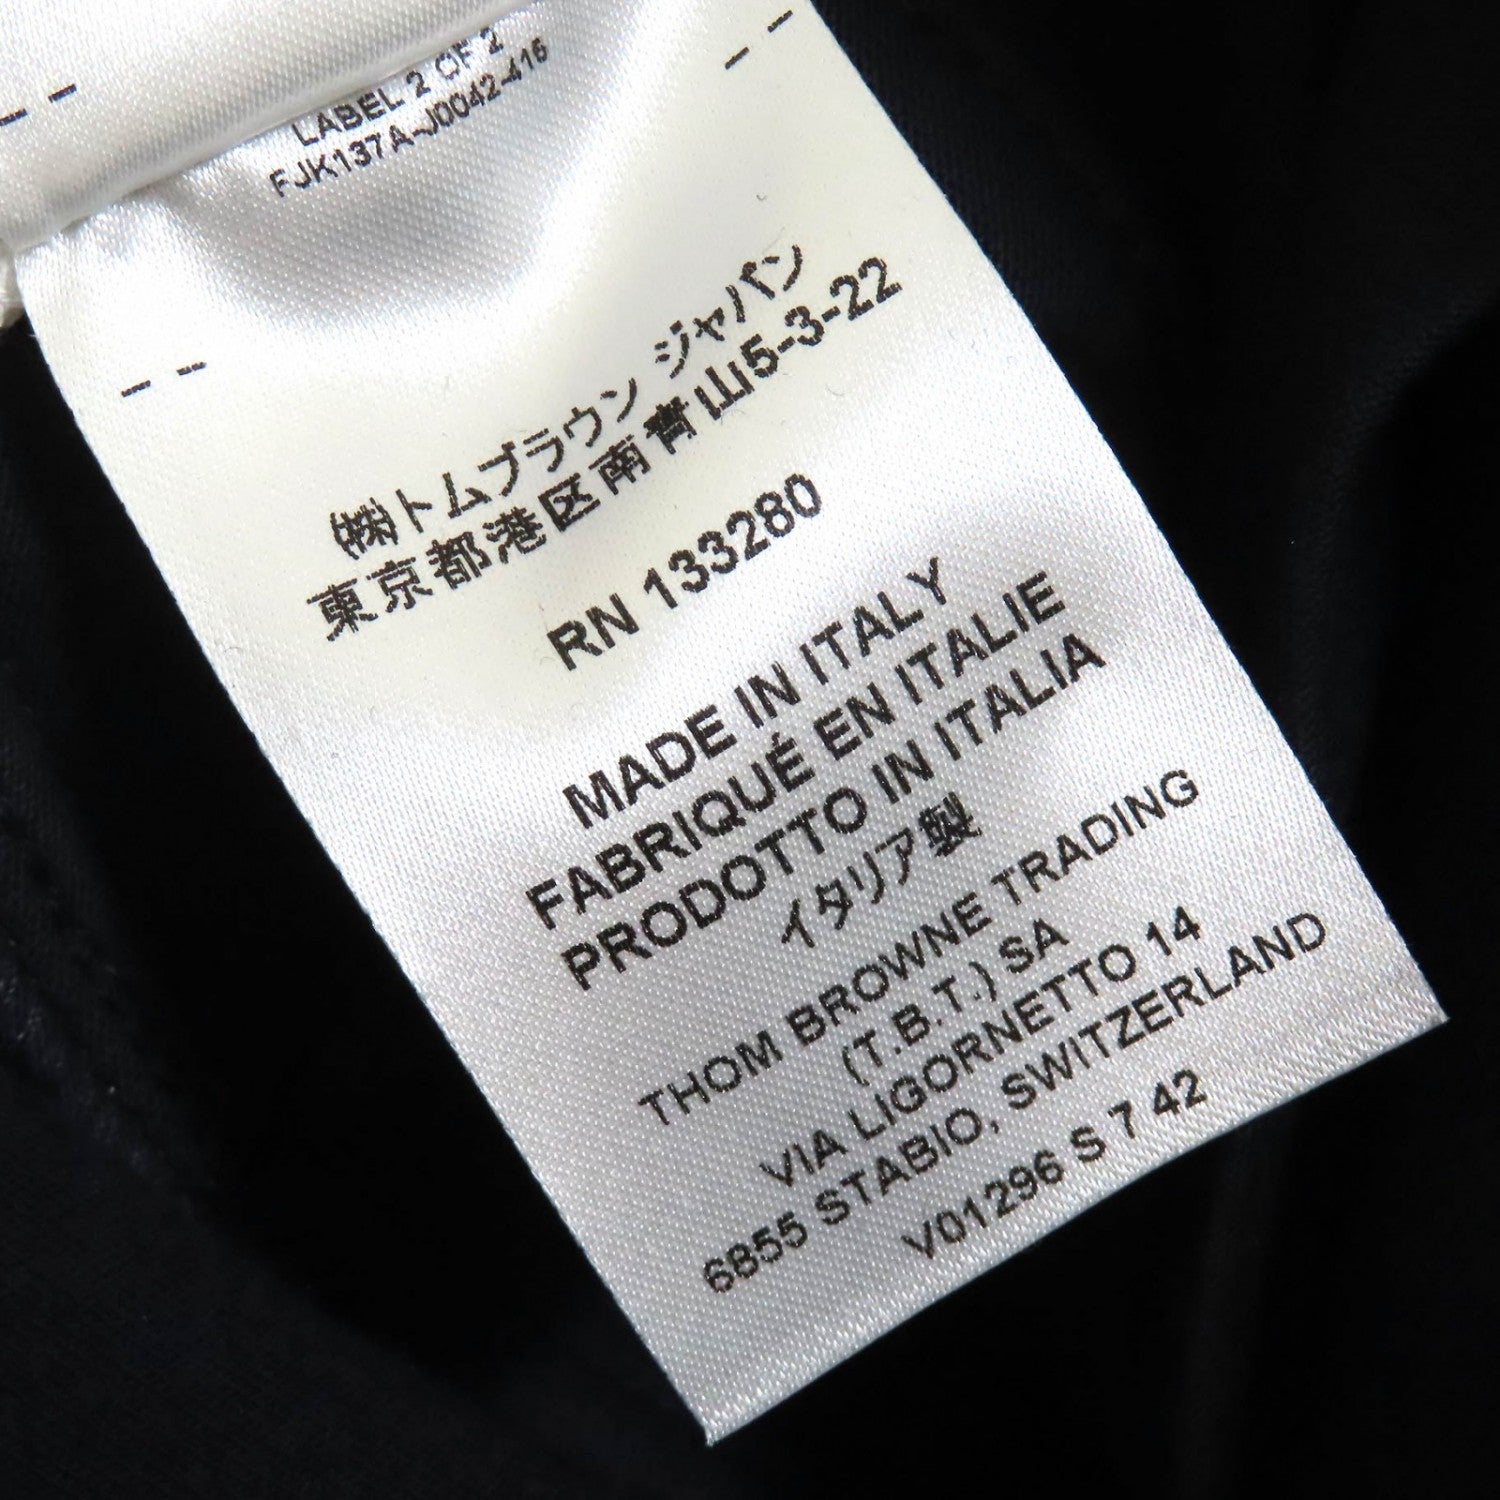 LABEL 2 OF 2
FJK137A-J0042-415
(株)トムブラウン ジャパン
東京都港区南青山5-3-22
RN 133280
MADE IN ITALY
FABRIQUÉ EN ITALIE
PRODOTTO IN ITALIA
イタリア製
THOM BROWNE TRADING
(T.B.T.) SA
VIA LIGORNETTO 14
6855 STABIO, SWITZERLAND
V01296 S 7 42